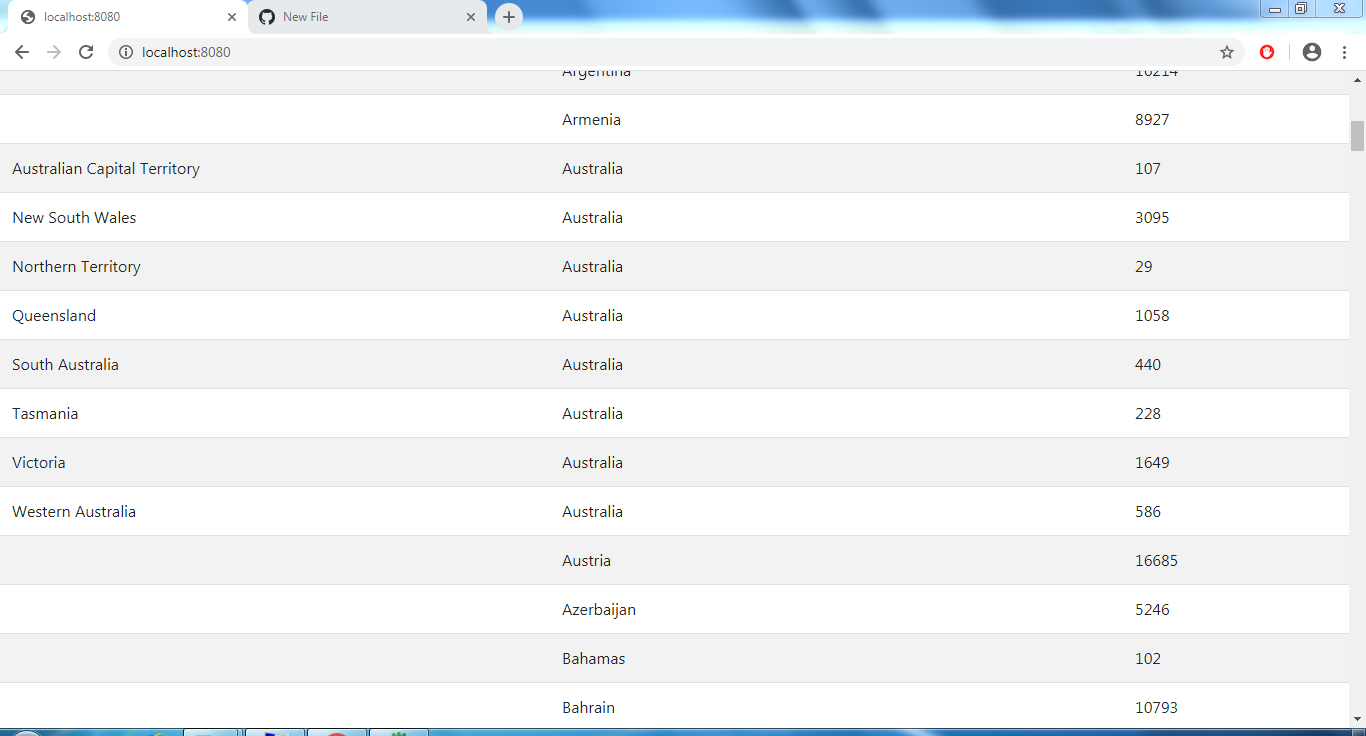 localhost:8080
New File
localhost:8080
Argentina 16214
Armenia 8927
Australian Capital Territory Australia 107
New South Wales Australia 3095
Northern Territory Australia 29
Queensland Australia 1058
South Australia Australia 440
Tasmania Australia 228
Victoria Australia 1649
Western Australia Australia 586
Austria 16685
Azerbaijan 5246
Bahamas 102
Bahrain 10793